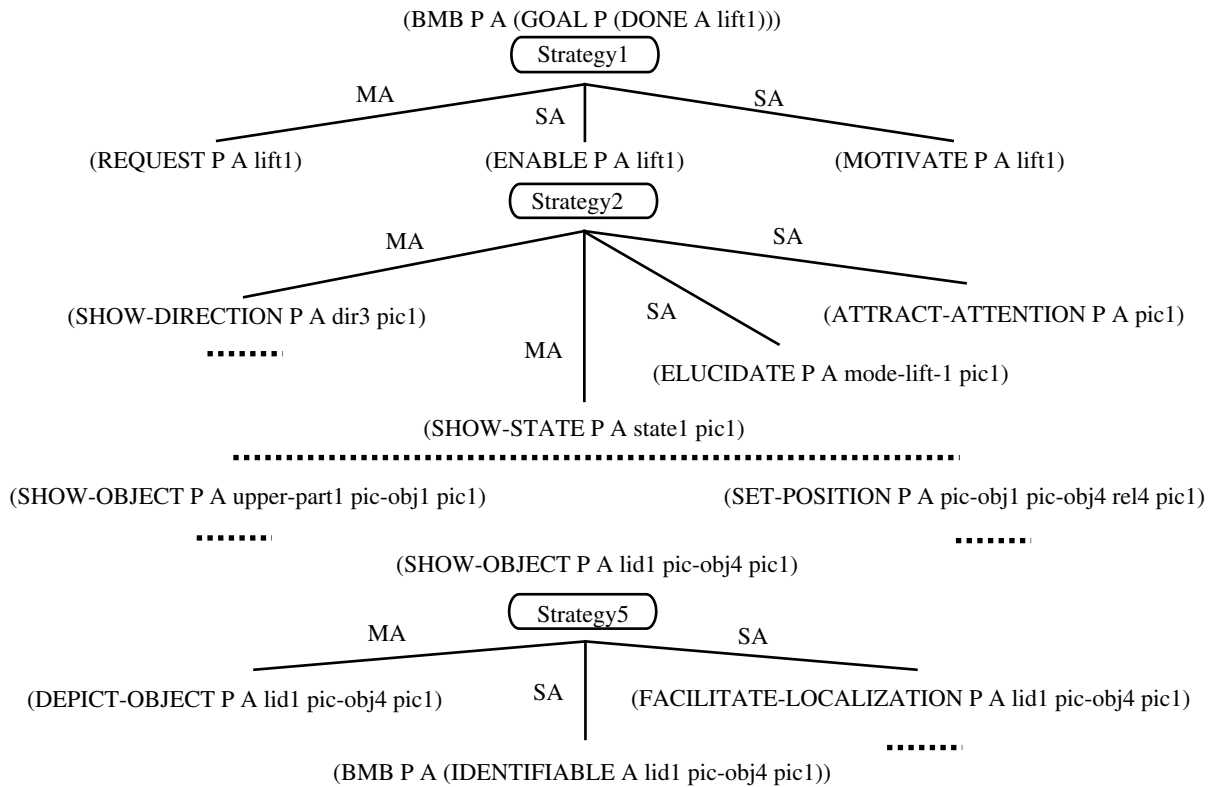 (BMB P A (GOAL P (DONE A lift1)))
Strategy1
MA
SA
SA
(REQUEST P A lift1)
(ENABLE P A lift1)
(MOTIVATE P A lift1)
Strategy2
MA
SA
(SHOW-DIRECTION P A dir3 pic1)
SA
(ATTRACT-ATTENTION P A pic1)
MA
(ELUCIDATE P A mode-lift-1 pic1)
(SHOW-STATE P A state1 pic1)
(SHOW-OBJECT P A upper-part1 pic-obj1 pic1)
(SET-POSITION P A pic-obj1 pic-obj4 rel4 pic1)
(SHOW-OBJECT P A lid1 pic-obj4 pic1)
Strategy5
MA
SA
SA
(DEPICT-OBJECT P A lid1 pic-obj4 pic1)
(FACILITATE-LOCALIZATION P A lid1 pic-obj4 pic1)
(BMB P A (IDENTIFIABLE A lid1 pic-obj4 pic1))